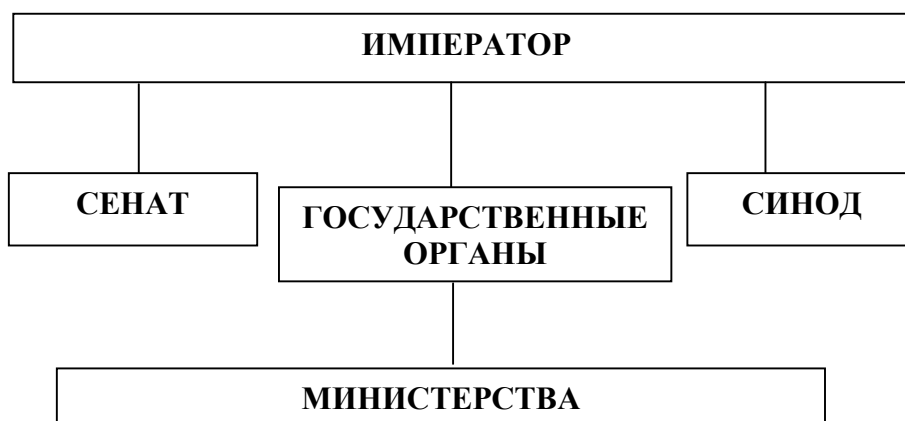 ИМПЕРАТОР
СЕНАТ
ГОСУДАРСТВЕННЫЕ
ОРГАНЫ
СИНОД
МИНИСТЕРСТВА